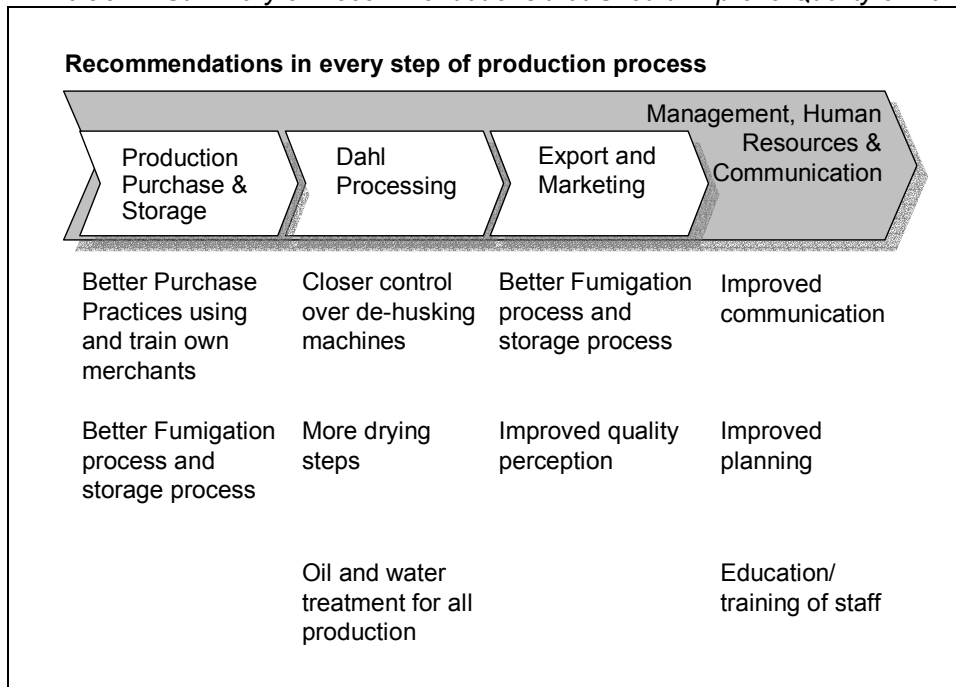 Recommendations in every step of production process
Management, Human
Resources &
Communication
Production
Purchase &
Storage
Dahl
Processing
Export and
Marketing
Better Purchase
Practices using
and train own
merchants
Closer control
over de-husking
machines
Better Fumigation
process and
storage process
Improved
communication
Better Fumigation
process and
storage process
More drying
steps
Improved quality
perception
Improved
planning
Oil and water
treatment for all
production
Education/
training of staff